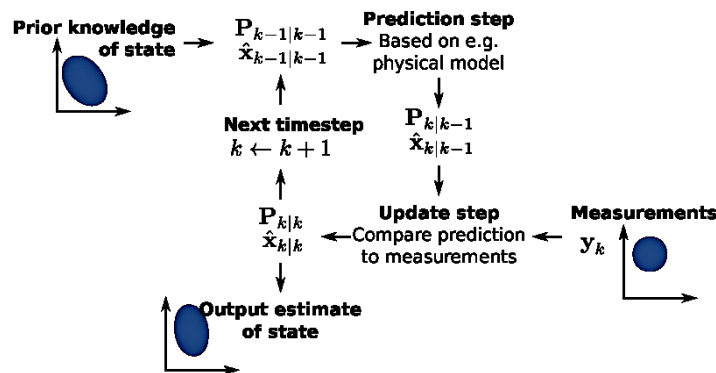 Prior knowledge
of state
P_{k-1|k-1}
x̂_{k-1|k-1}
Prediction step
Based on e.g.
physical model
P_{k|k-1}
x̂_{k|k-1}
Next timestep
k ← k + 1
P_{k|k}
x̂_{k|k}
Update step
Compare prediction
to measurements
Measurements
y_k
Output estimate
of state